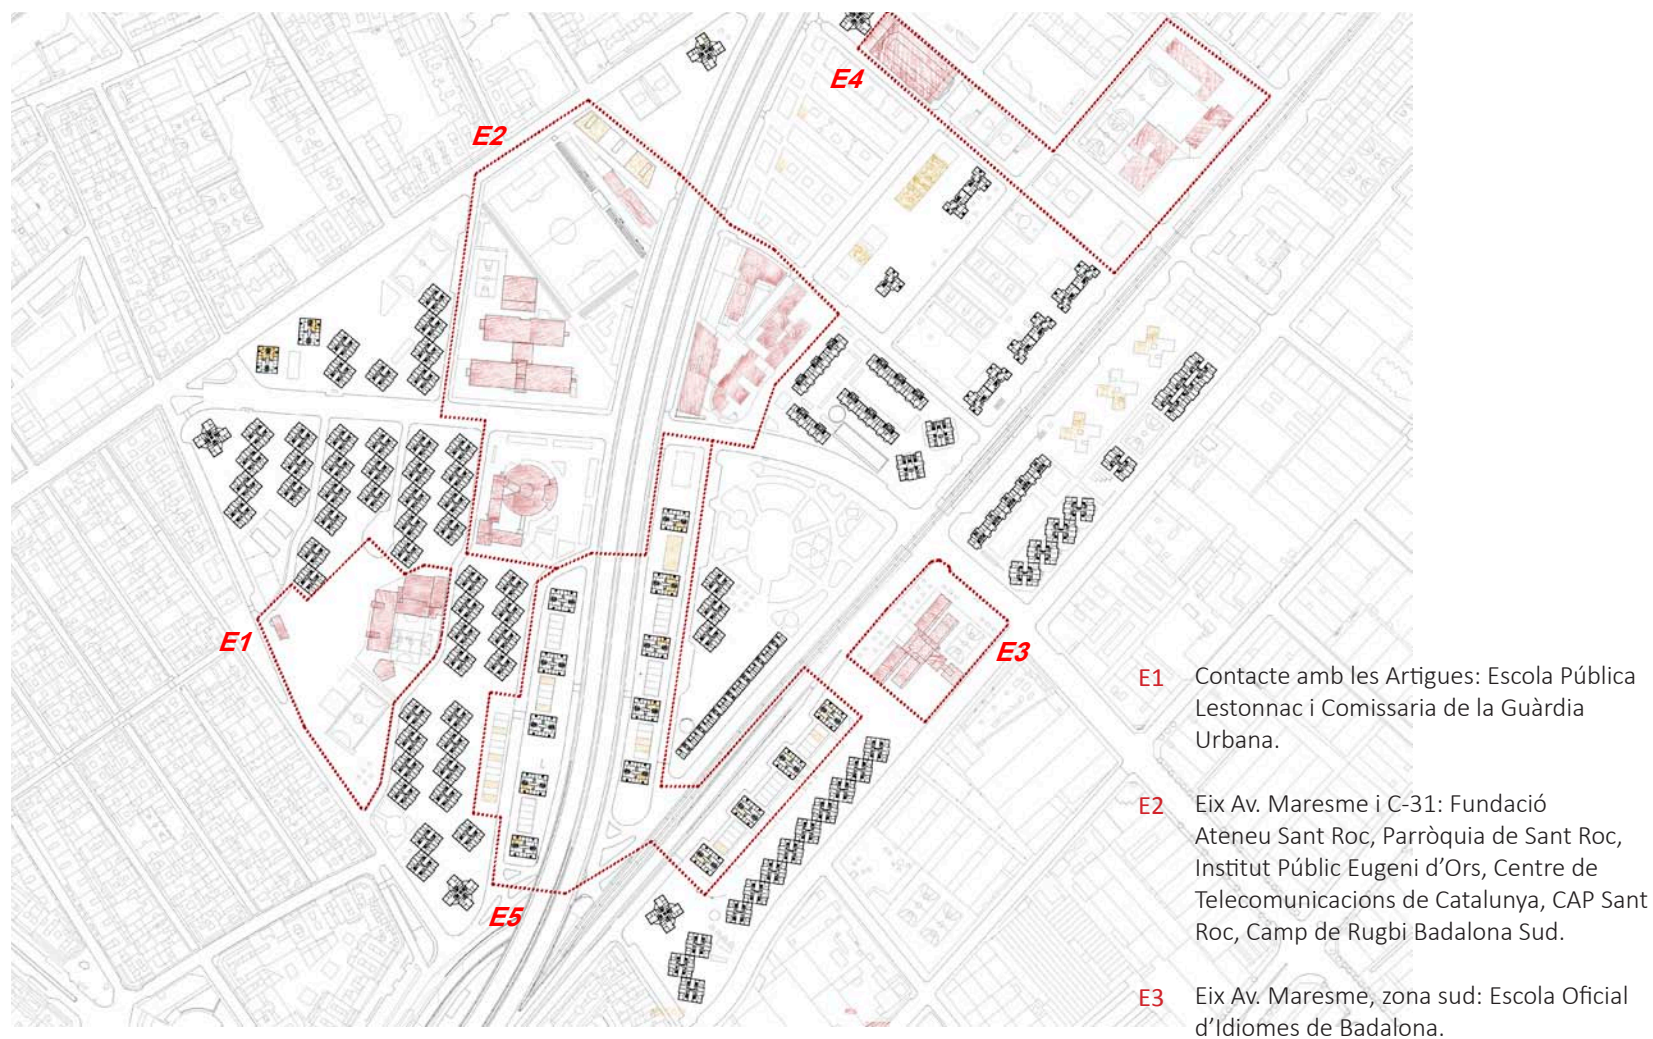 E4
E2
E1
E3
E5
E1 Contacte amb les Artigues: Escola Pública
Lestonnac i Comissaria de la Guàrdia
Urbana.
E2 Eix Av. Maresme i C-31: Fundació
Ateneu Sant Roc, Parròquia de Sant Roc,
Institut Públic Eugeni d’Ors, Centre de
Telecomunicacions de Catalunya, CAP Sant
Roc, Camp de Rugbi Badalona Sud.
E3 Eix Av. Maresme, zona sud: Escola Oficial
d’Idiomes de Badalona.